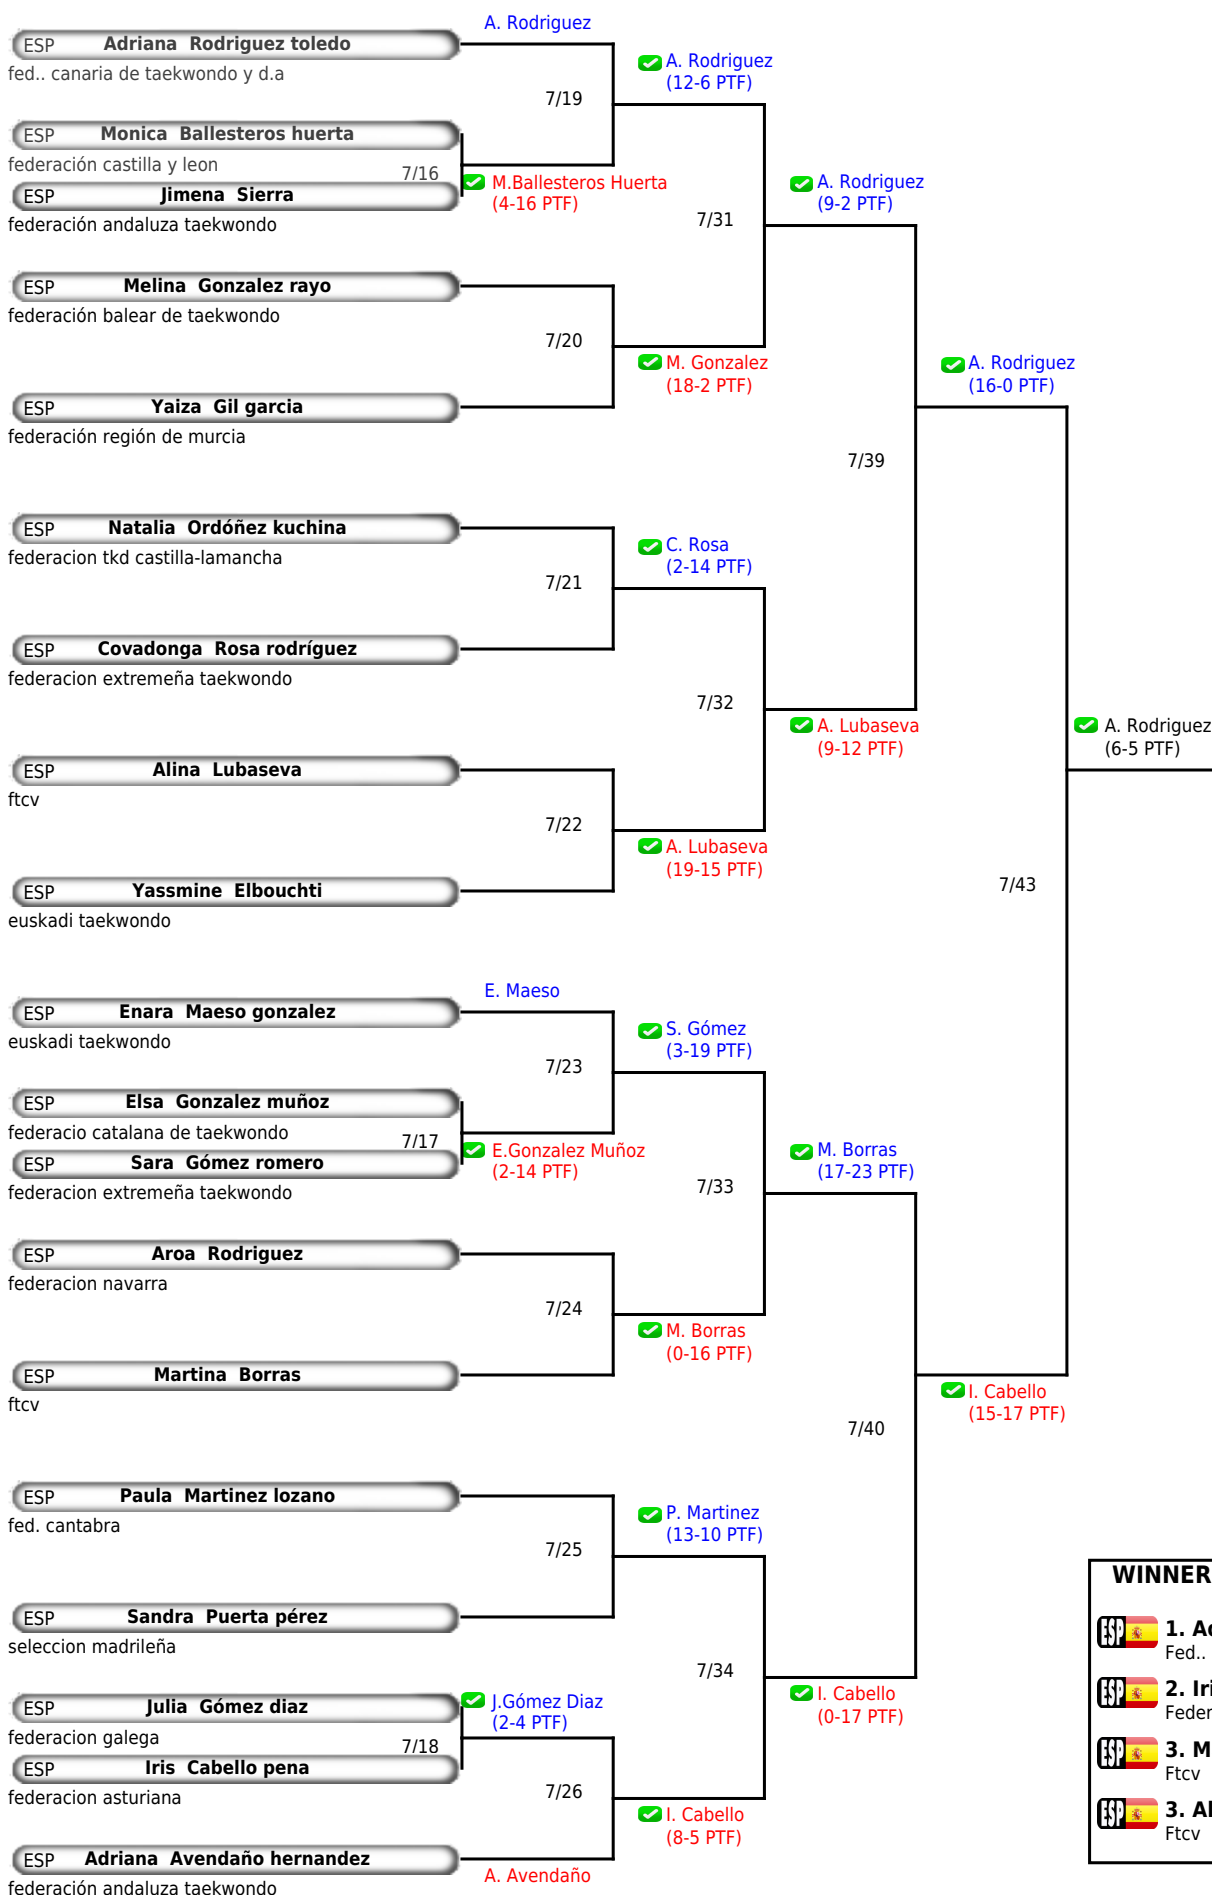 A. Rodriguez
ESP Adriana Rodriguez toledo
fed.. canaria de taekwondo y d.a
A. Rodriguez
(12-6 PTF)
7/19
ESP Monica Ballesteros huerta
federación castilla y leon
7/16
M.Ballesteros Huerta
(4-16 PTF)
ESP Jimena Sierra
federación andaluza taekwondo
A. Rodriguez
(9-2 PTF)
7/31
ESP Melina Gonzalez rayo
federación balear de taekwondo
7/20
M. Gonzalez
(18-2 PTF)
A. Rodriguez
(16-0 PTF)
ESP Yaiza Gil garcia
federación región de murcia
7/39
ESP Natalia Ordóñez kuchina
federacion tkd castilla-lamancha
C. Rosa
(2-14 PTF)
7/21
ESP Covadonga Rosa rodríguez
federacion extremeña taekwondo
7/32
A. Lubaseva
(9-12 PTF)
A. Rodriguez
(6-5 PTF)
ESP Alina Lubaseva
ftcv
7/22
A. Lubaseva
(19-15 PTF)
ESP Yassmine Elbouchti
euskadi taekwondo
7/43
E. Maeso
ESP Enara Maeso gonzalez
euskadi taekwondo
S. Gómez
(3-19 PTF)
7/23
ESP Elsa Gonzalez muñoz
federacio catalana de taekwondo
7/17
E.Gonzalez Muñoz
(2-14 PTF)
ESP Sara Gómez romero
federacion extremeña taekwondo
M. Borras
(17-23 PTF)
7/33
ESP Aroa Rodriguez
federacion navarra
7/24
M. Borras
(0-16 PTF)
ESP Martina Borras
ftcv
I. Cabello
(15-17 PTF)
7/40
ESP Paula Martinez lozano
fed. cantabra
P. Martinez
(13-10 PTF)
7/25
ESP Sandra Puerta pérez
seleccion madrileña
7/34
ESP Julia Gómez diaz
federacion galega
7/18
J.Gómez Diaz
(2-4 PTF)
I. Cabello
(0-17 PTF)
ESP Iris Cabello pena
federacion asturiana
7/26
I. Cabello
(8-5 PTF)
ESP Adriana Avendaño hernandez
federación andaluza taekwondo
A. Avendaño
WINNER
ESP 1.
Fed..
ESP 2.
ESP 3.
Ftcv
ESP 3.
Ftcv